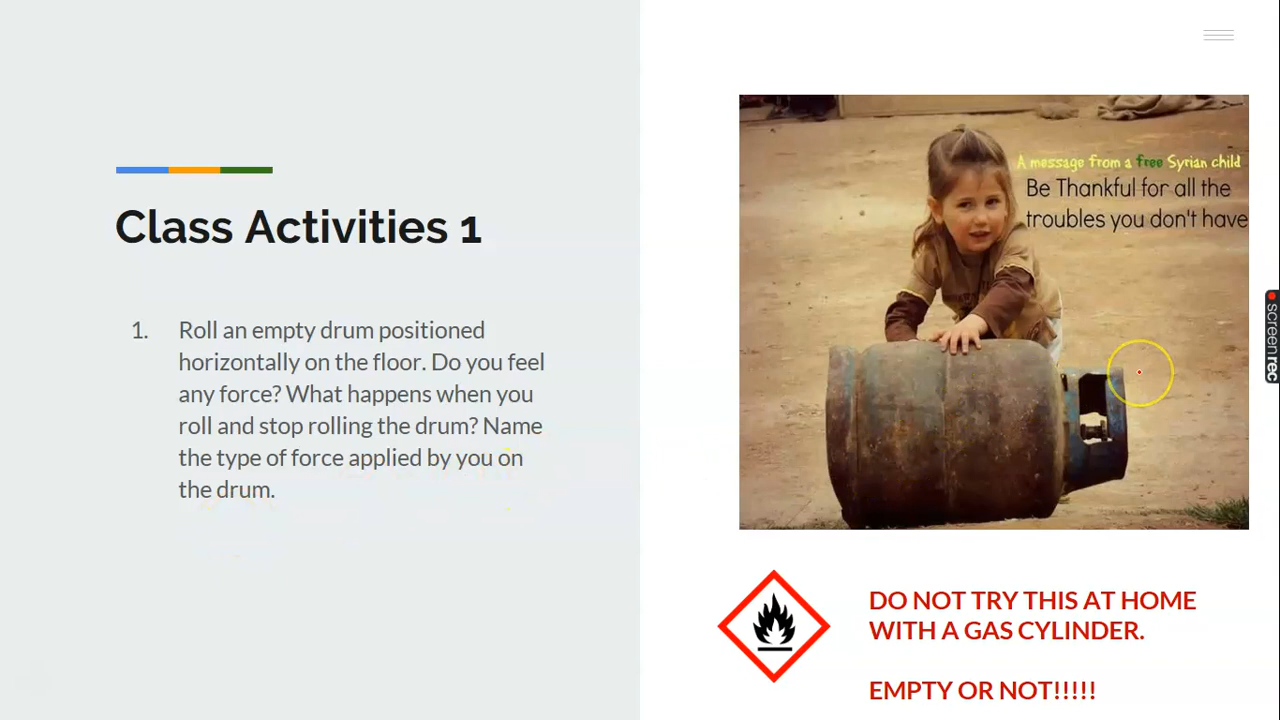 Class Activities 1
1. Roll an empty drum positioned
horizontally on the floor. Do you feel
any force? What happens when you
roll and stop rolling the drum? Name
the type of force applied by you on
the drum.
A message from a free Syrian child
Be Thankful for all the
troubles you don't have
DO NOT TRY THIS AT HOME
WITH A GAS CYLINDER.
EMPTY OR NOT!!!!!
screenrec